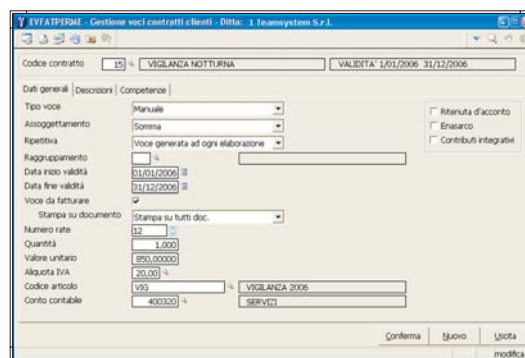 EVFATPERME - Gestione voci contratti clienti - Ditta: 1 Teamsystem S.r.l.
Codice contratto 15 VIGILANZA NOTTURNA VALIDITA' 1/01/2006 31/12/2006
Dati generali Descrizioni Competenze
Tipo voce Manuale Ritenuta d'acconto
Assoggettamento Somma Enasarco
Ripetitiva Voce generata ad ogni elaborazione Contributi integrativi
Raggruppamento
Data inizio validità 01/01/2006
Data fine validità 31/12/2006
Voce da fatturare
Stampa su documento Stampa su tutti doc.
Numero rate 12
Quantità 1,000
Valore unitario 850,00000
Aliquota IVA 20,00
Codice articolo VIG VIGILANZA 2006
Conto contabile 400320 SERVIZI
Conferma Nuovo Uscita
modifica